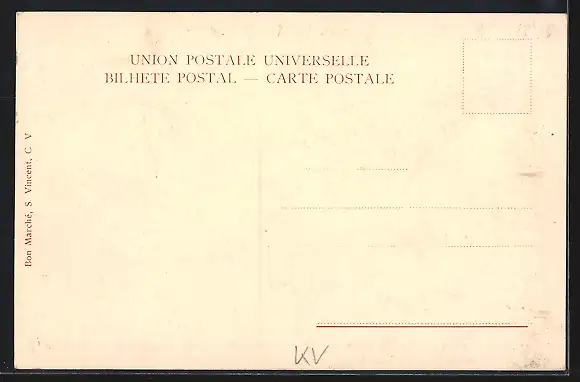 UNION POSTALE UNIVERSELLE
BILHETE POSTAL — CARTE POSTALE
Bon Marché, S Vincent, C V
KV